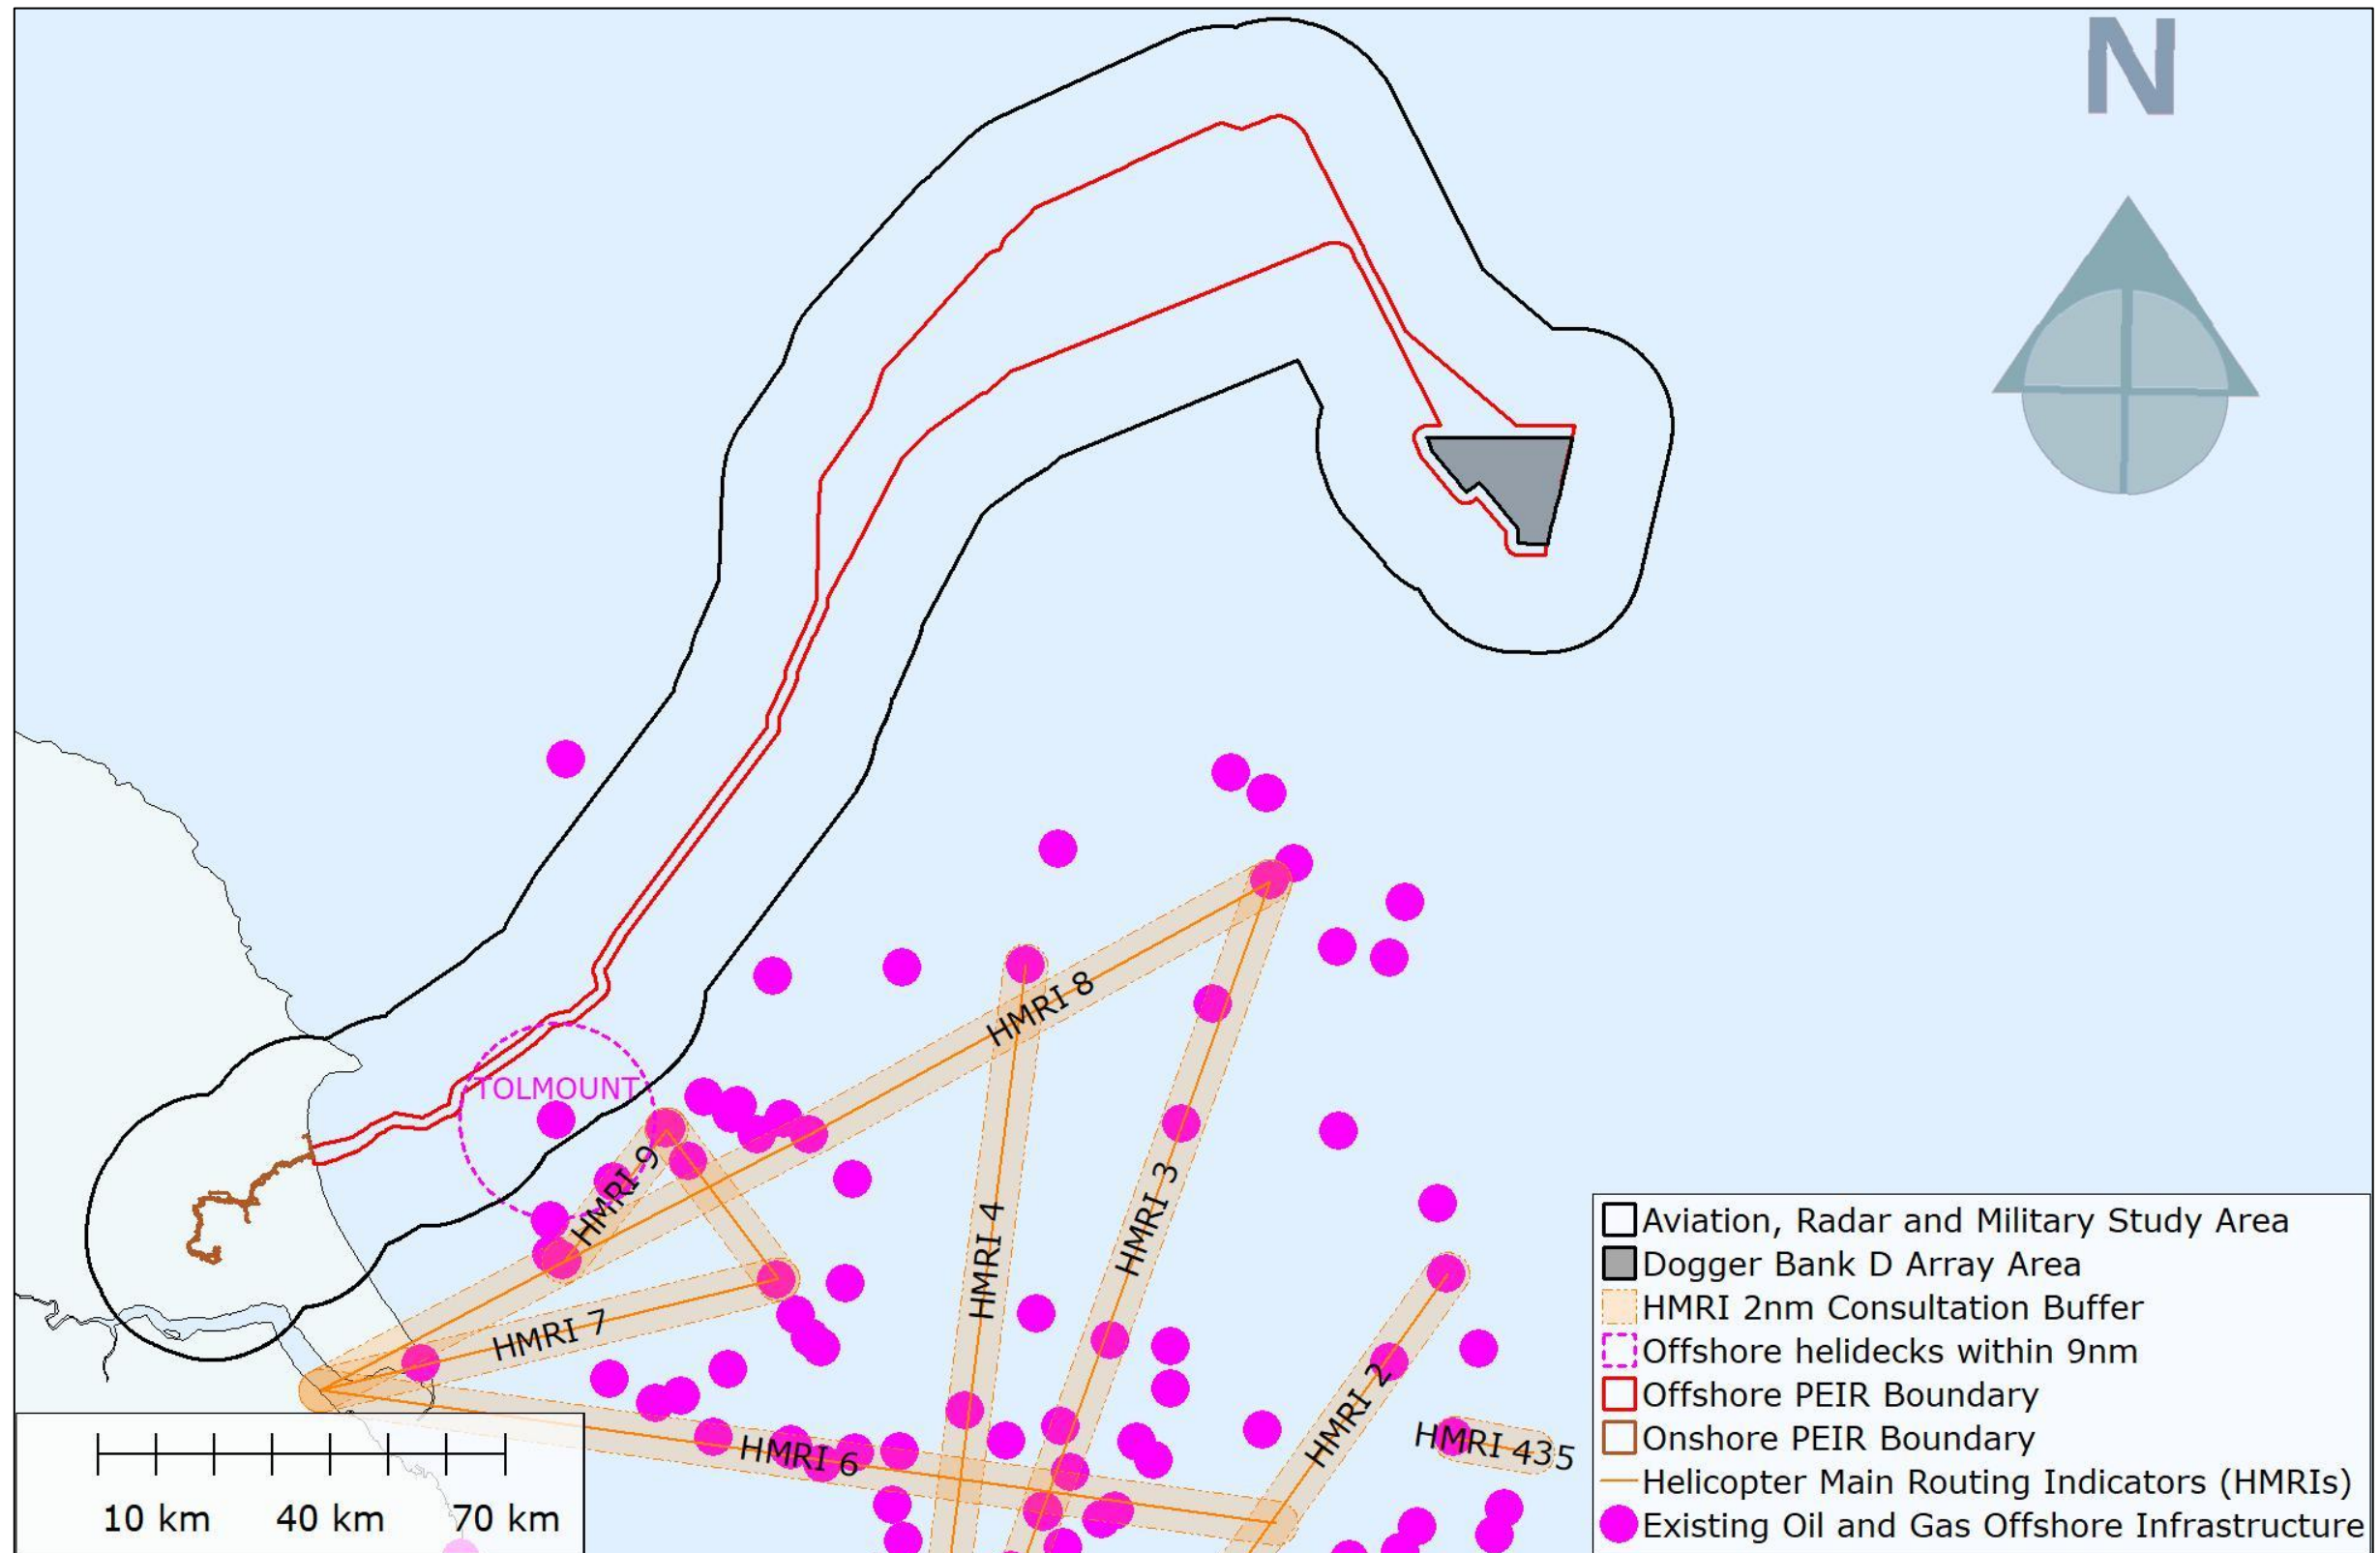 N
TOLMOUNT
HMRI 8
HMRI 9
HMRI 3
HMRI 4
HMRI 7
HMRI 2
HMRI 435
HMRI 6
10 km 40 km 70 km
Aviation, Radar and Military Study Area
Dogger Bank D Array Area
HMRI 2nm Consultation Buffer
Offshore helidecks within 9nm
Offshore PEIR Boundary
Onshore PEIR Boundary
Helicopter Main Routing Indicators (HMRIs)
Existing Oil and Gas Offshore Infrastructure